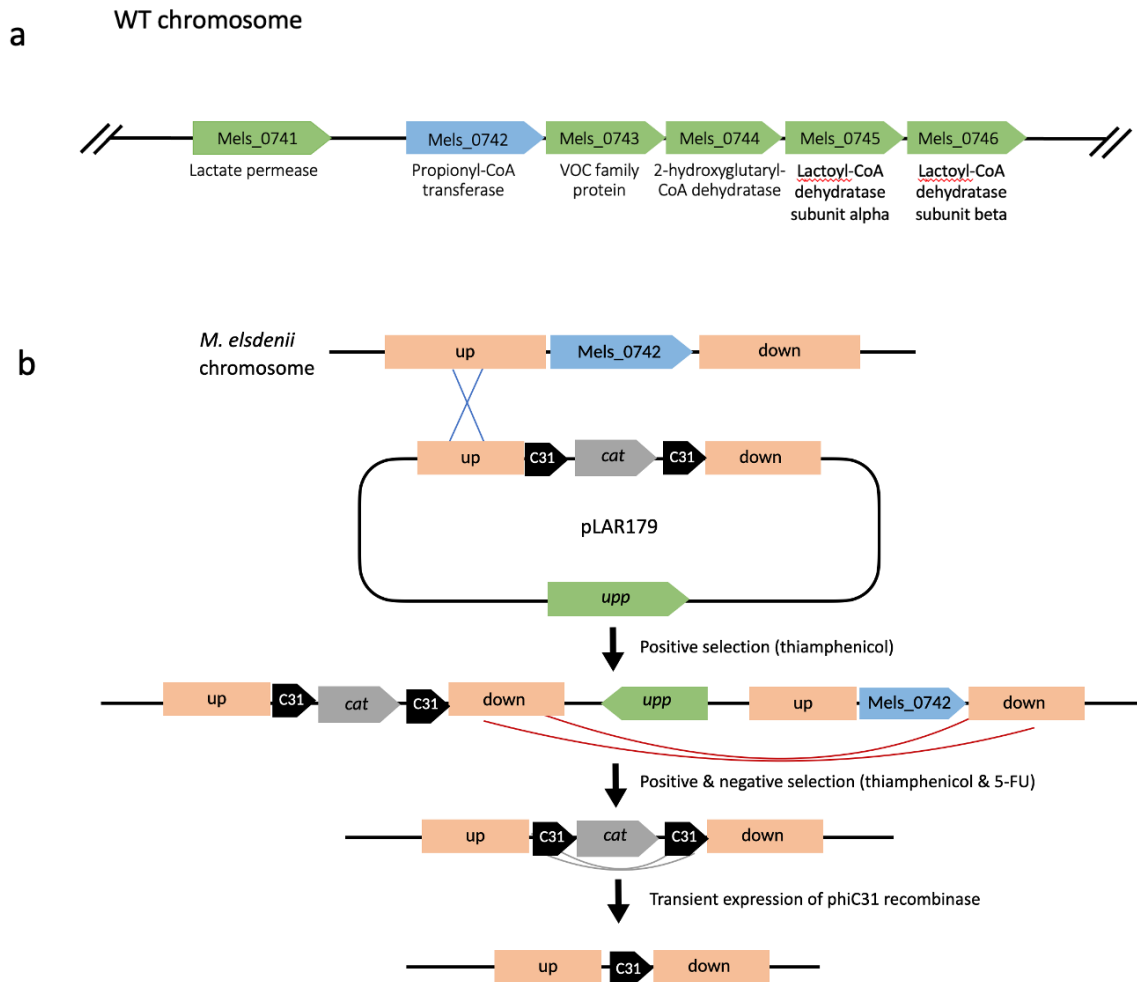 WT chromosome
a
Mels_0741
Mels_0742
Mels_0743
Mels_0744
Mels_0745
Mels_0746
Lactate permease
Propionyl-CoA
transferase
VOC family
protein
2-hydroxyglutaryl-
CoA dehydratase
Lactoyl-CoA
dehydratase
subunit alpha
Lactoyl-CoA
dehydratase
subunit beta
b
M. elsdenii
chromosome
up
Mels_0742
down
up
C31
cat
C31
down
pLAR179
upp
Positive selection (thiamphenicol)
up
C31
cat
C31
down
upp
up
Mels_0742
down
Positive & negative selection (thiamphenicol & 5-FU)
up
C31
cat
C31
down
Transient expression of phiC31 recombinase
up
C31
down